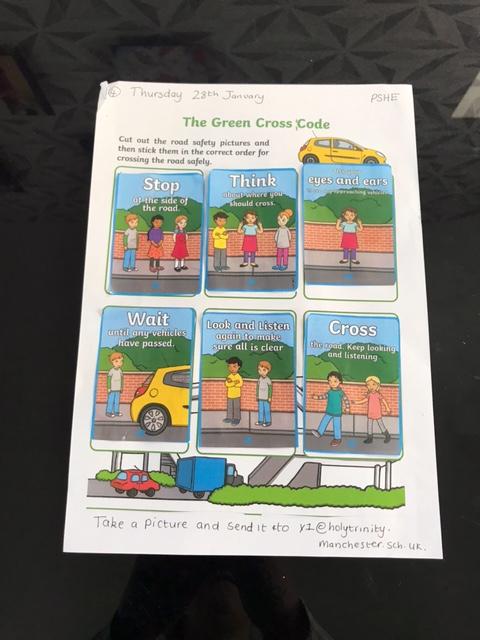 ④ Thursday 28th January
PSHE
The Green Cross Code
Cut out the road safety pictures and
then stick them in the correct order for
crossing the road safely.
Stop
at the side of
the road.
Think
about where you
should cross.
eyes and ears
approaching vehicles
Wait
until any vehicles
have passed.
Look and Listen
again to make
sure all is clear
Cross
the road. Keep looking
and listening
Take a picture and send it to y1@holytrinity.
manchester.sch.uk.